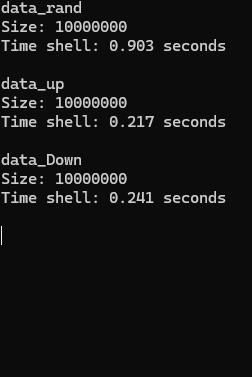 data_rand
Size: 10000000
Time shell: 0.903 seconds
data_up
Size: 10000000
Time shell: 0.217 seconds
data_Down
Size: 10000000
Time shell: 0.241 seconds